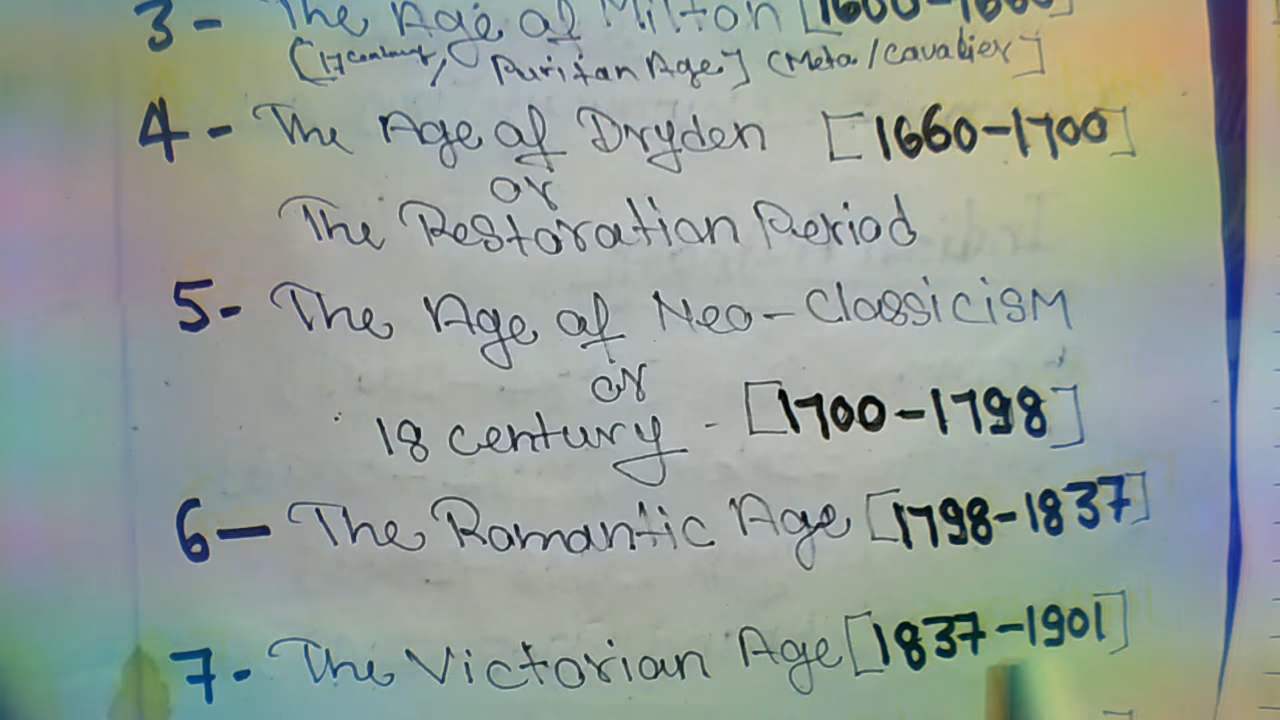 3- The Age of Milton [1600-1660]
[17 century, Puritan Age] (Meta/Cavalier]
4- The Age of Dryden [1660-1700]
or
The Restoration Period
5- The Age of Neo-Classicism
or
18 century - [1700-1798]
6- The Romantic Age [1798-1837]
7- The Victorian Age [1837-1901]